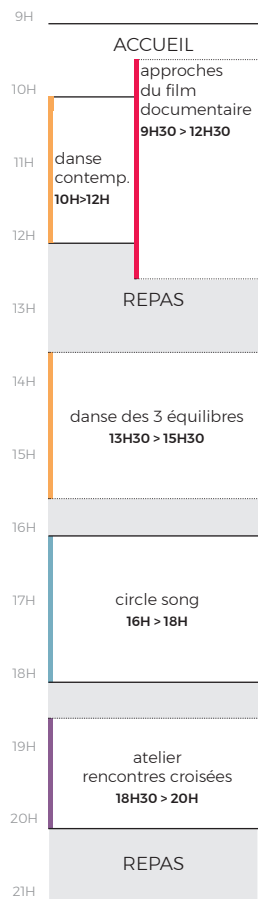 9H
ACCUEIL
approches
du film
documentaire
9H30 > 12H30
10H
danse
contemp.
10H>12H
11H
12H
REPAS
13H
14H
danse des 3 équilibres
13H30 > 15H30
15H
16H
circle song
16H > 18H
17H
18H
19H
atelier
rencontres croisées
18H30 > 20H
20H
REPAS
21H